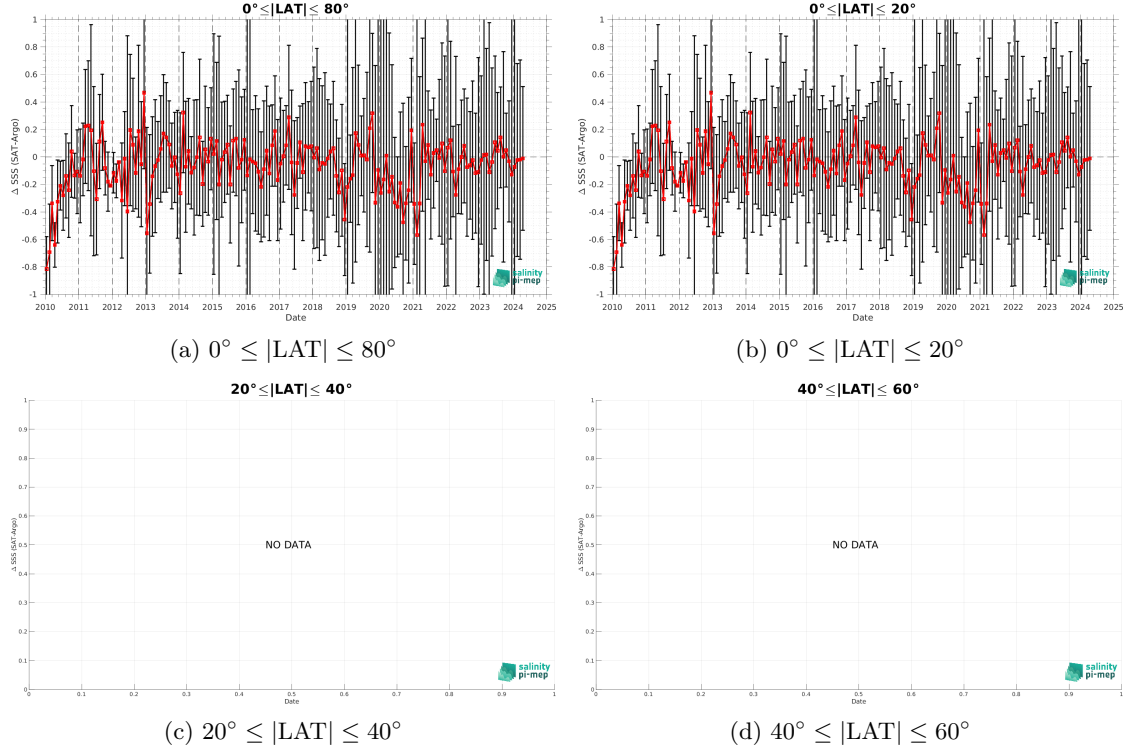 0°≤|LAT|≤ 80°
Δ SSS (SAT-Argo)
1
0.8
0.6
0.4
0.2
0
-0.2
-0.4
-0.6
-0.8
-1
2010 2011 2012 2013 2014 2015 2016 2017 2018 2019 2020 2021 2022 2023 2024 2025
Date
salinity
pi-mep
(a) 0° ≤ |LAT| ≤ 80°
0°≤|LAT|≤ 20°
Δ SSS (SAT-Argo)
1
0.8
0.6
0.4
0.2
0
-0.2
-0.4
-0.6
-0.8
-1
2010 2011 2012 2013 2014 2015 2016 2017 2018 2019 2020 2021 2022 2023 2024 2025
Date
salinity
pi-mep
(b) 0° ≤ |LAT| ≤ 20°
20°≤|LAT|≤ 40°
Δ SSS (SAT-Argo)
1
0.9
0.8
0.7
0.6
0.5
0.4
0.3
0.2
0.1
0
NO DATA
0 0.1 0.2 0.3 0.4 0.5 0.6 0.7 0.8 0.9 1
Date
salinity
pi-mep
(c) 20° ≤ |LAT| ≤ 40°
40°≤|LAT|≤ 60°
Δ SSS (SAT-Argo)
1
0.9
0.8
0.7
0.6
0.5
0.4
0.3
0.2
0.1
0
NO DATA
0 0.1 0.2 0.3 0.4 0.5 0.6 0.7 0.8 0.9 1
Date
salinity
pi-mep
(d) 40° ≤ |LAT| ≤ 60°